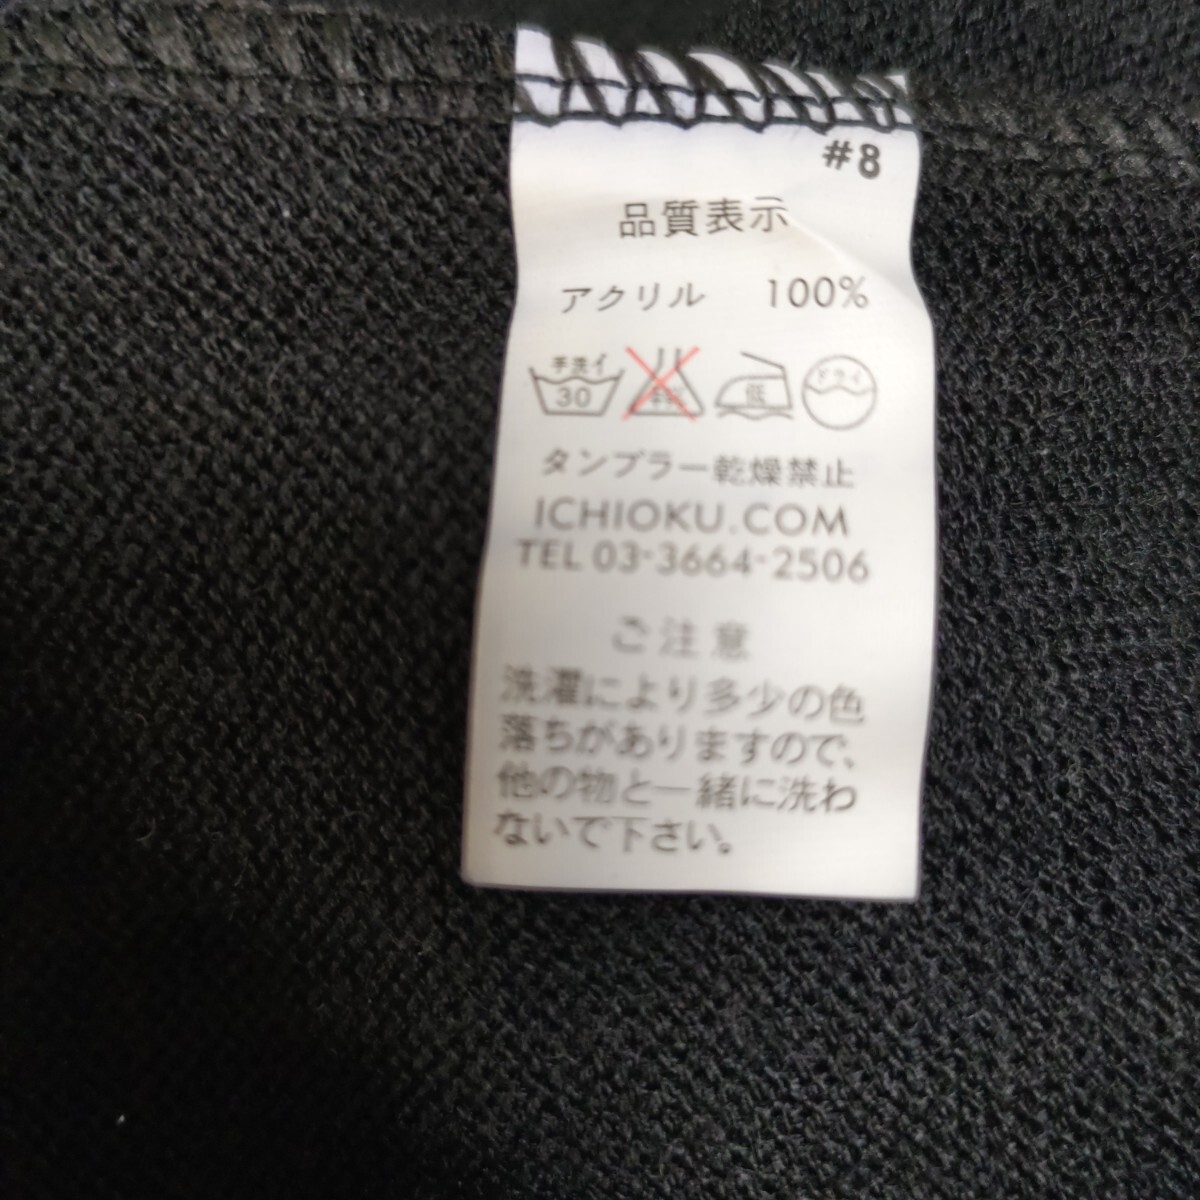 #8
品質表示
アクリル 100%
手洗イ 30 低 ドライ
タンブラー乾燥禁止
ICHIOKU.COM
TEL 03-3664-2506
ご注意
洗濯により多少の色
落ちがありますので、
他の物と一緒に洗わ
ないで下さい。